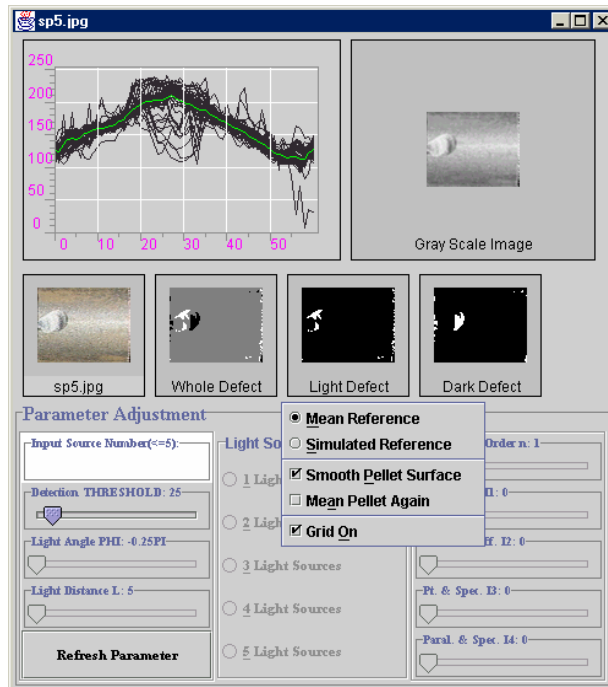 sp5.jpg
250
200
150
100
50
0
0 10 20 30 40 50
Gray Scale Image
sp5.jpg
Whole Defect
Light Defect
Dark Defect
Parameter Adjustment
Input Source Number(<=5):
Detection THRESHOLD: 25
Light Angle PHI: -0.25PI
Light Distance L: 5
Refresh Parameter
Light So
1 Ligh
2 Ligh
3 Light Sources
4 Light Sources
5 Light Sources
Mean Reference
Simulated Reference
Smooth Pellet Surface
Mean Pellet Again
Grid On
Order n: 1
I1: 0
ff. I2: 0
Pt. & Spec. I3: 0
Paral. & Spec. I4: 0